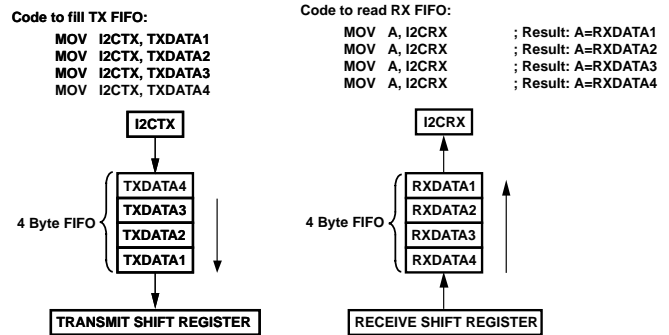 Code to fill TX FIFO:
MOV I2CTX, TXDATA1
MOV I2CTX, TXDATA2
MOV I2CTX, TXDATA3
MOV I2CTX, TXDATA4
I2CTX
TXDATA4
TXDATA3
TXDATA2
TXDATA1
4 Byte FIFO
TRANSMIT SHIFT REGISTER
Code to read RX FIFO:
MOV A, I2CRX ; Result: A=RXDATA1
MOV A, I2CRX ; Result: A=RXDATA2
MOV A, I2CRX ; Result: A=RXDATA3
MOV A, I2CRX ; Result: A=RXDATA4
I2CRX
RXDATA1
RXDATA2
RXDATA3
RXDATA4
4 Byte FIFO
RECEIVE SHIFT REGISTER